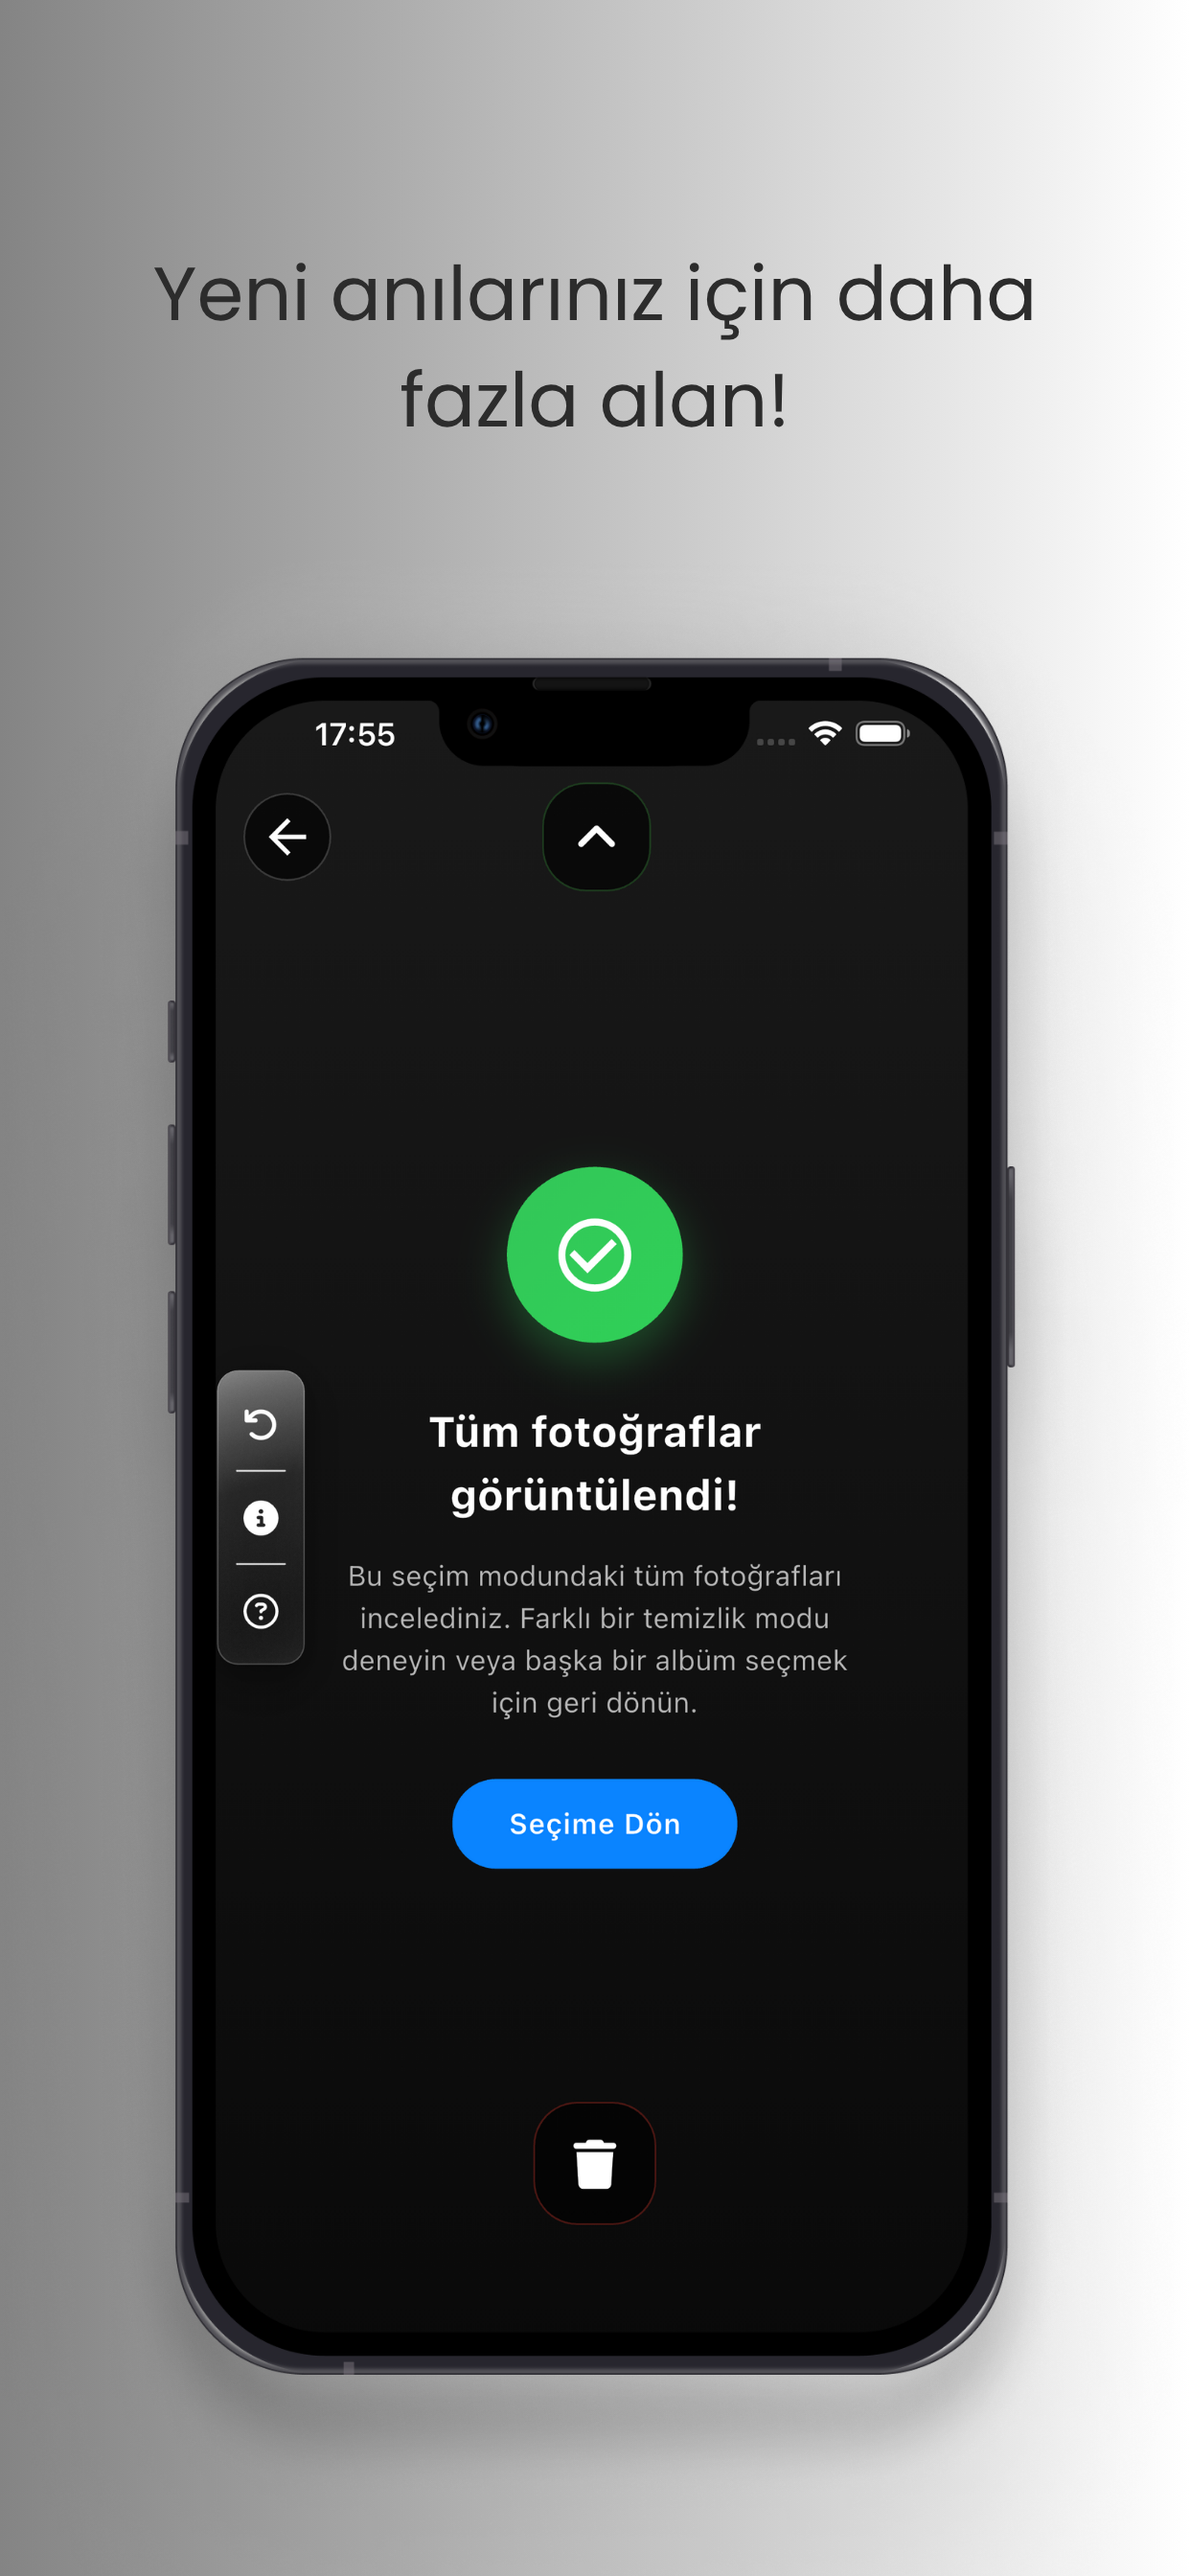 Yeni anılarınız için daha
fazla alan!
17:55
Tüm fotoğraflar
görüntülendi!
Bu seçim modundaki tüm fotoğrafları
incelediniz. Farklı bir temizlik modu
deneyin veya başka bir albüm seçmek
için geri dönün.
Seçime Dön